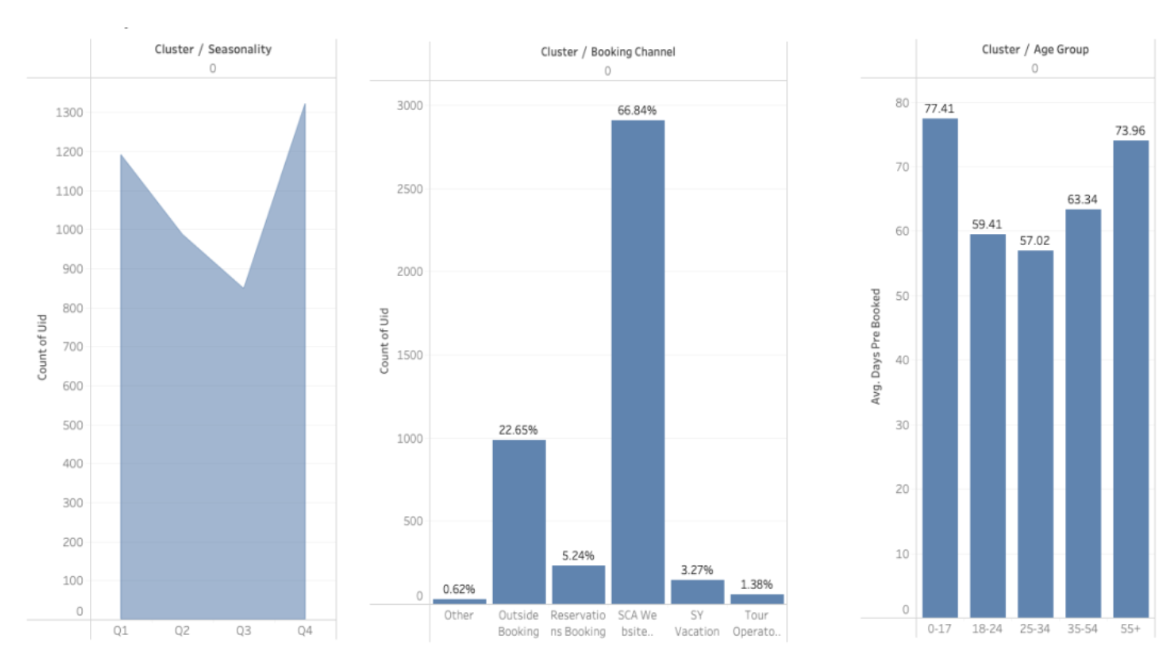 Cluster / Seasonality
0
1300
1200
1100
1000
900
800
700
600
500
400
300
200
100
0
Count of Uid
Q1 Q2 Q3 Q4
Cluster / Booking Channel
0
3000
2500
2000
1500
1000
500
0
Count of Uid
0.62%
22.65%
5.24%
66.84%
3.27%
1.38%
Other
Outside
Booking
Reservatio
ns Booking
SCA We
bsite..
SY
Vacation
Tour
Operato..
Cluster / Age Group
0
80
70
60
50
40
30
20
10
0
Avg. Days Pre Booked
77.41
59.41
57.02
63.34
73.96
0-17 18-24 25-34 35-54 55+